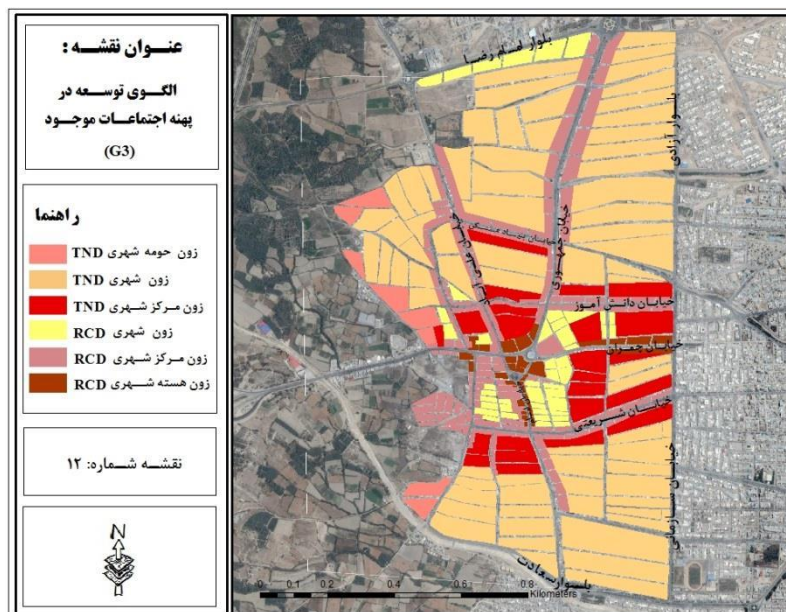 عنوان نقشه :
الگوی توسعه در
پهنه اجتماعات موجود
(G3)
راهنما
زون حومه شهری TND
زون شهری TND
زون مرکز شهری TND
زون شهری RCD
زون مرکز شهری RCD
زون هسته شهری RCD
نقشه شماره: ۱۲
N
بلوار امام رضا
بلوار آزادی
خیابان جمهوری
خیابان دانش آموز
خیابان چمران
خیابان شریعتی
خیابان سازمانی
بلوار سعادت
0 0.1 0.2 0.4 0.6 0.8
Kilometers